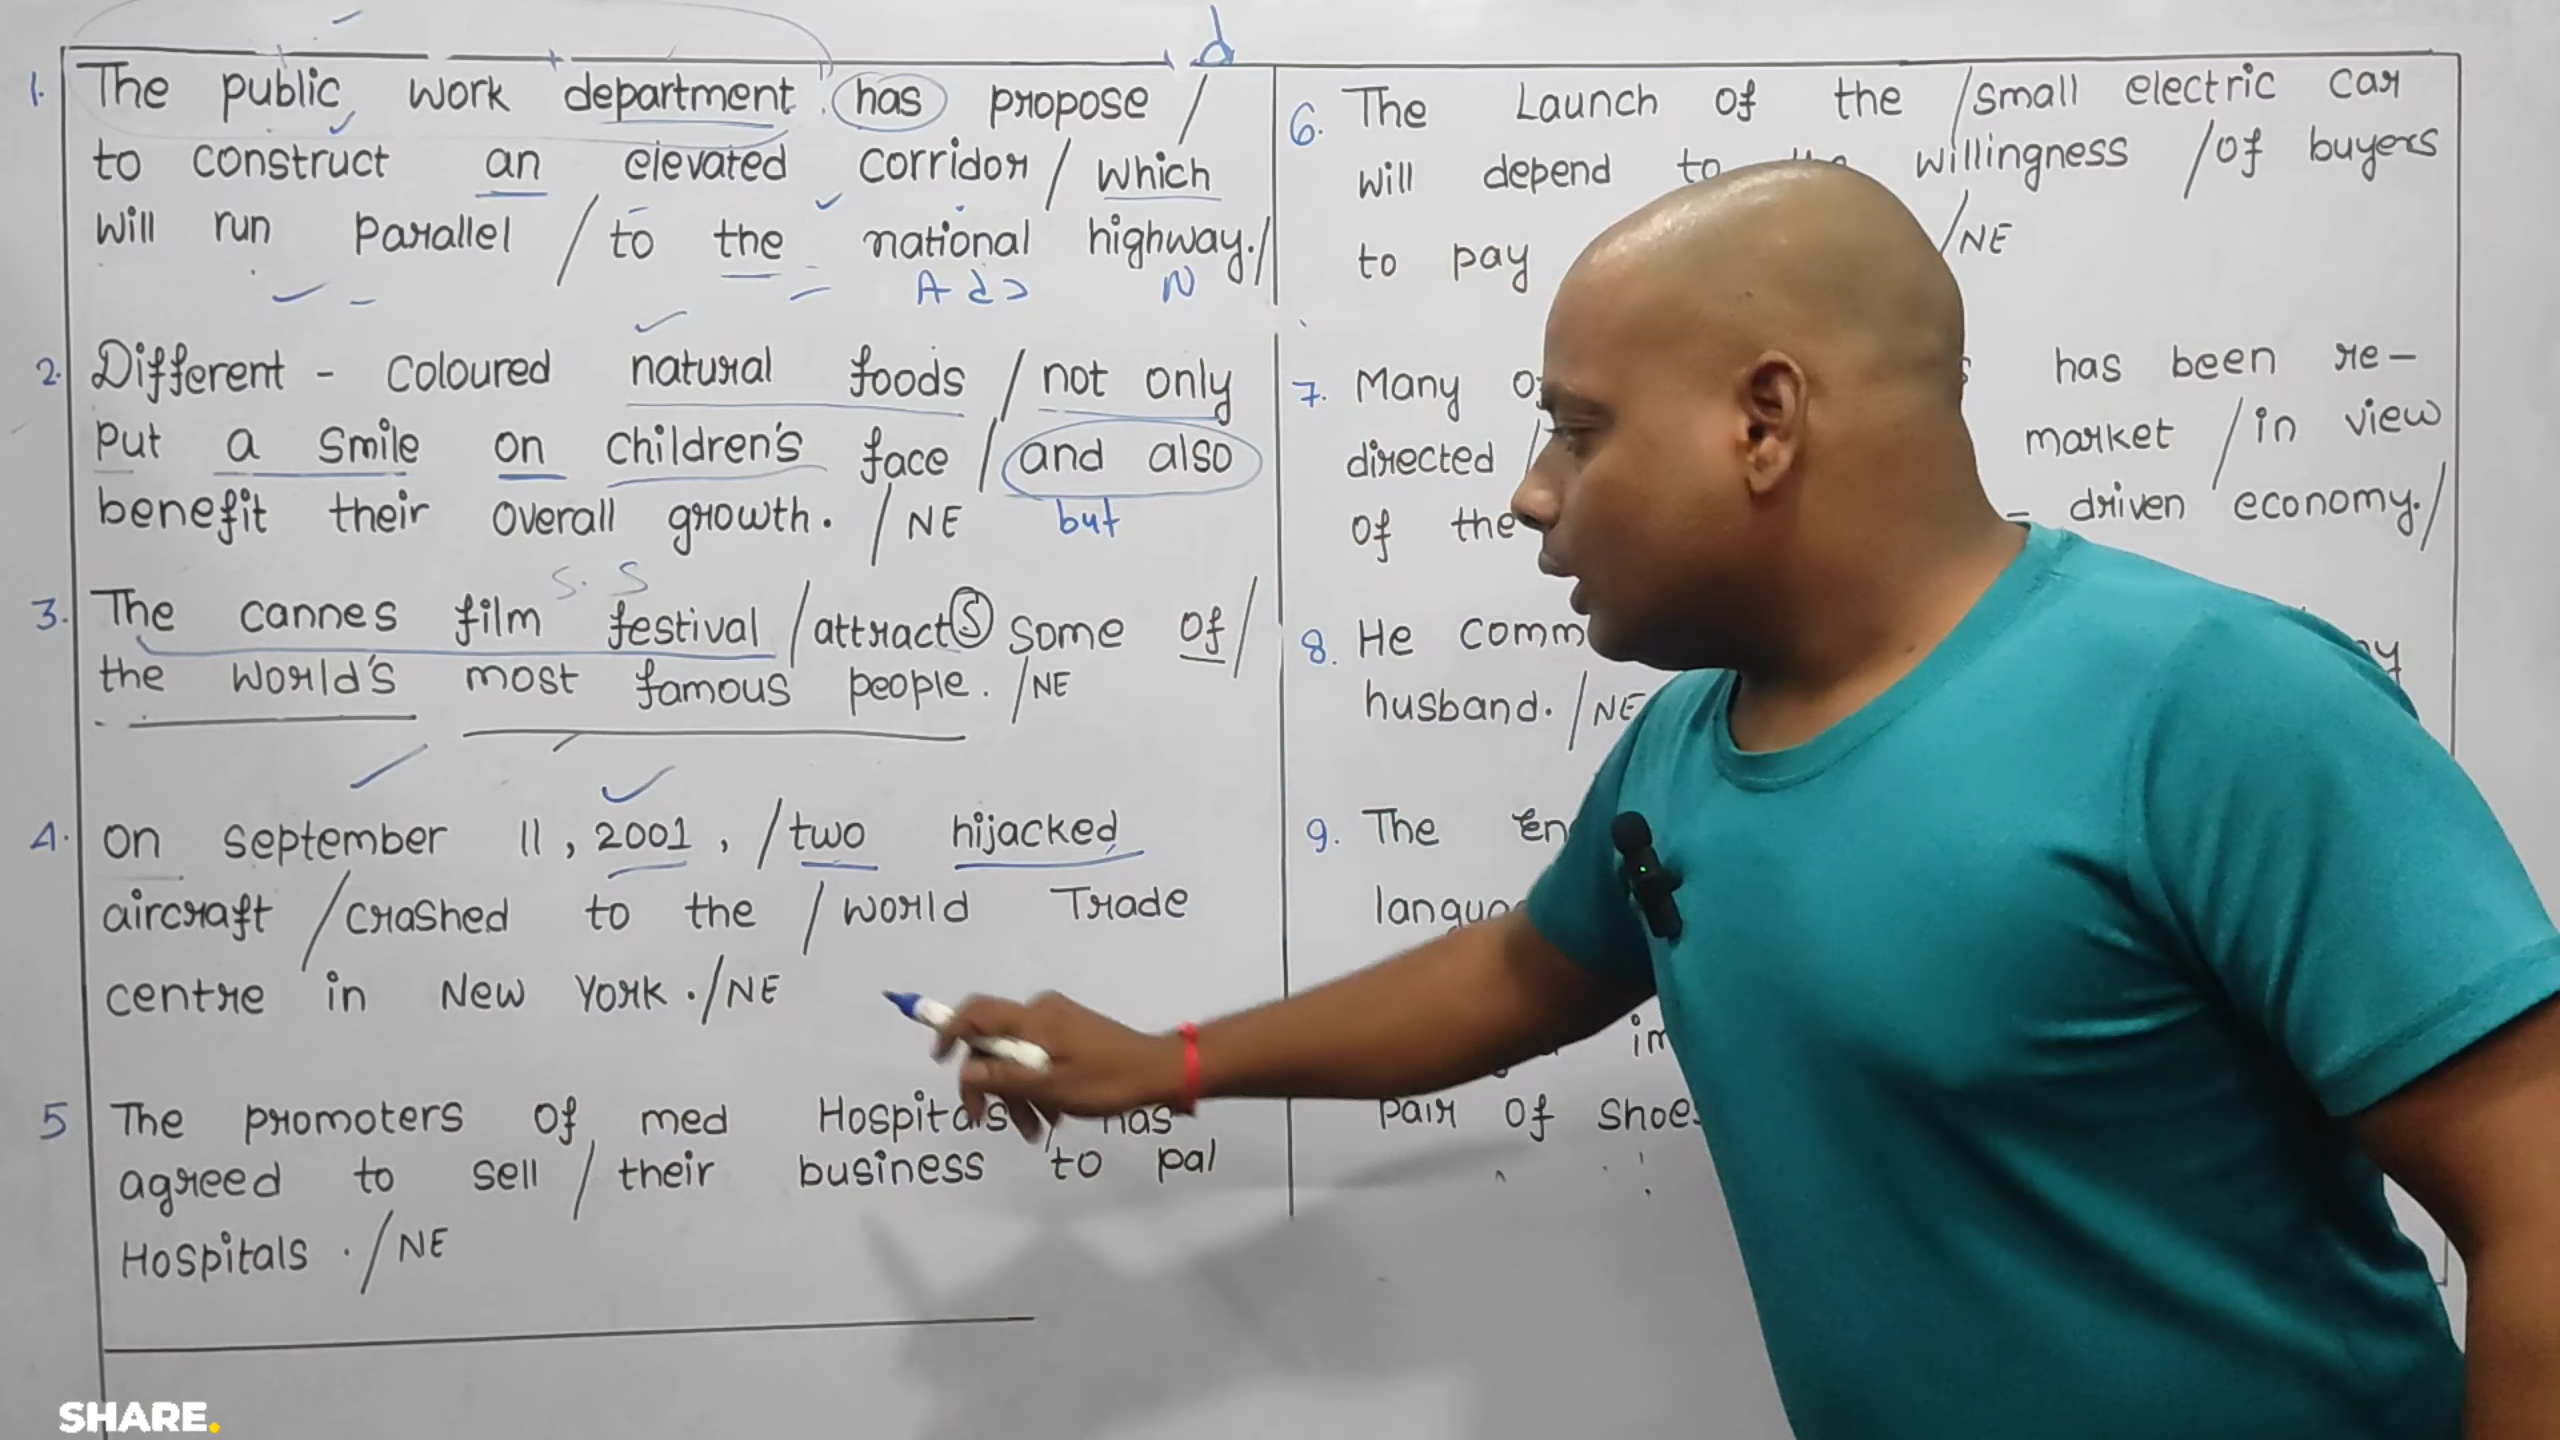 d
1. The public work department has propose /
to construct an elevated corridor / which
will run parallel / to the national highway./
Adj N
2. Different - coloured natural foods / not only
put a smile on children's face / and also
benefit their overall growth. / NE but
S. S
3. The cannes film festival / attract(s) some of /
the world's most famous people. / NE
4. on september 11, 2001, / two hijacked
aircraft / crashed to the / world Trade
centre in New York. / NE
5 The promoters of med Hospitals / has
agreed to sell / their business to pal
Hospitals. / NE
6. The Launch of the / small electric car
will depend to the willingness / of buyers
to pay / NE
7. Many has been re-
directed / market / in view
of the - driven economy. /
8. He
husband. / NE
9. The
pair of shoes
SHARE.